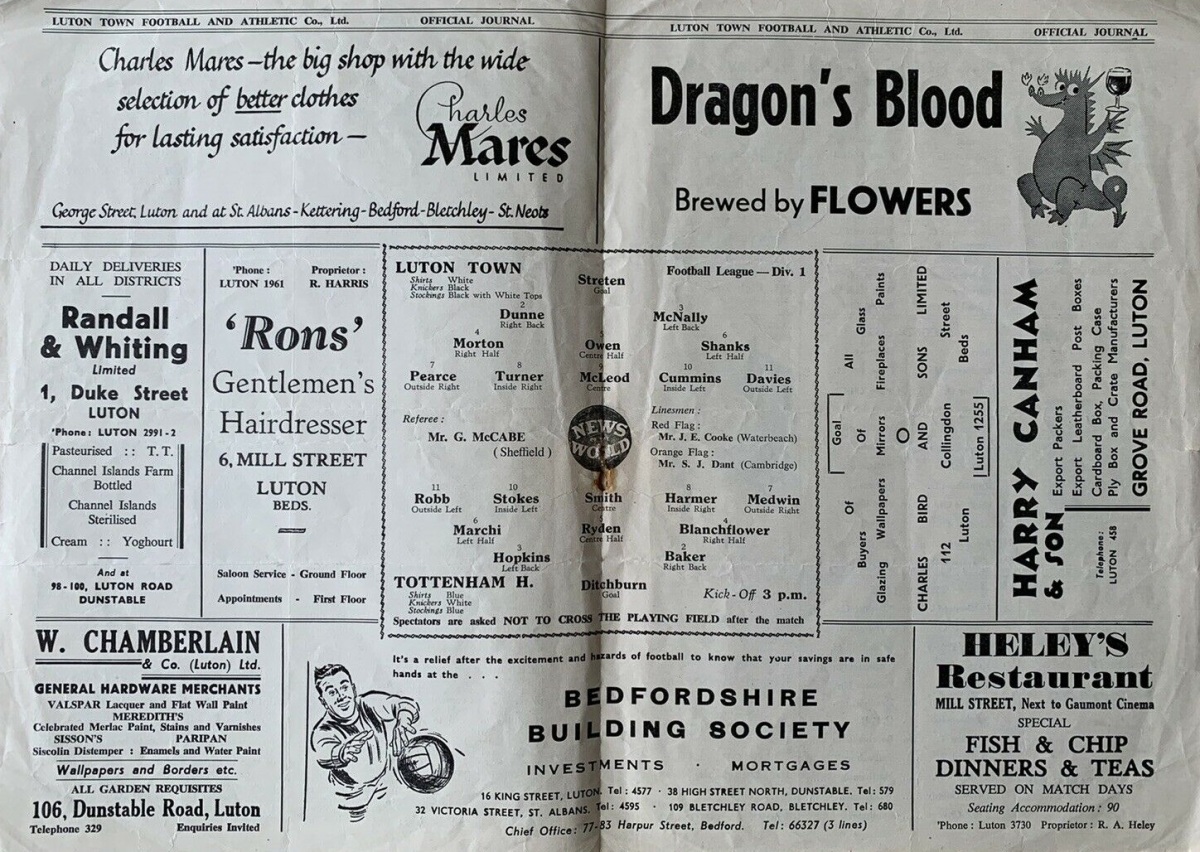 LUTON TOWN FOOTBALL AND ATHLETIC Co., Ltd. OFFICIAL JOURNAL
Charles Mares—the big shop with the wide
selection of better clothes
for lasting satisfaction—
Charles
Mares
LIMITED
George Street, Luton and at St. Albans-Kettering-Bedford-Bletchley-St. Neots
LUTON TOWN FOOTBALL AND ATHLETIC Co., Ltd. OFFICIAL JOURNAL
Dragon's Blood
Brewed by FLOWERS
DAILY DELIVERIES
IN ALL DISTRICTS
Randall
& Whiting
Limited
1, Duke Street
LUTON
'Phone: LUTON 2991-2
Pasteurised :: T. T.
Channel Islands Farm
Bottled
Channel Islands
Sterilised
Cream :: Yoghourt
And at
98-100, LUTON ROAD
DUNSTABLE
'Phone: Proprietor:
LUTON 1961 R. HARRIS
'Rons'
Gentlemen's
Hairdresser
6, MILL STREET
LUTON
BEDS.
Saloon Service - Ground Floor
Appointments - First Floor
LUTON TOWN
Shirts White
Knickers Black
Stockings Black with White Tops
Football League—Div. 1
Streten
Goal
2 3
Dunne McNally
Right Back Left Back
4 5 6
Morton Owen Shanks
Right Half Centre Half Left Half
7 8 9 10 11
Pearce Turner McLeod Cummins Davies
Outside Right Inside Right Centre Inside Left Outside Left
Referee:
Mr. G. McCABE
(Sheffield)
NEWS
WORLD
Linesmen:
Red Flag:
Mr. J. E. Cooke (Waterbeach)
Orange Flag:
Mr. S. J. Dant (Cambridge)
11 10 8 7
Robb Stokes Smith Harmer Medwin
Outside Left Inside Left Centre Inside Right Outside Right
6 5 4
Marchi Ryden Blanchflower
Left Half Centre Half Right Half
3 2
Hopkins Baker
Left Back Right Back
TOTTENHAM H.
Shirts Blue
Knickers White
Stockings Blue
Ditchburn
Goal
Kick-Off 3 p.m.
Spectators are asked NOT TO CROSS THE PLAYING FIELD after the match
Goal
Buyers Of All Glass
Glazing Wallpapers Of Mirrors Fireplaces Paints
O
CHARLES BIRD AND SONS LIMITED
112 Collingdon Street
Luton Beds
Luton 1255
HARRY CANHAM
& SON
Export Packers
Export Leatherboard Post Boxes
Cardboard Box, Packing Case
Ply Box and Crate Manufacturers
Telephone:
LUTON 458
GROVE ROAD, LUTON
W. CHAMBERLAIN
& Co. (Luton) Ltd.
GENERAL HARDWARE MERCHANTS
VALSPAR Lacquer and Flat Wall Paint
MEREDITH'S
Celebrated Merlac Paint, Stains and Varnishes
SISSON'S PARIPAN
Siscolin Distemper : Enamels and Water Paint
Wallpapers and Borders etc.
ALL GARDEN REQUISITES
106, Dunstable Road, Luton
Telephone 329 Enquiries Invited
It's a relief after the excitement and hazards of football to know that your savings are in safe
hands at the . . .
BEDFORDSHIRE
BUILDING SOCIETY
INVESTMENTS · MORTGAGES
16 KING STREET, LUTON. Tel: 4577 · 38 HIGH STREET NORTH, DUNSTABLE. Tel: 579
32 VICTORIA STREET, ST. ALBANS. Tel: 4595 · 109 BLETCHLEY ROAD, BLETCHLEY. Tel: 680
Chief Office: 77-83 Harpur Street, Bedford. Tel: 66327 (3 lines)
HELEY'S
Restaurant
MILL STREET, Next to Gaumont Cinema
SPECIAL
FISH & CHIP
DINNERS & TEAS
SERVED ON MATCH DAYS
Seating Accommodation: 90
'Phone: Luton 3730 Proprietor: R. A. Heley